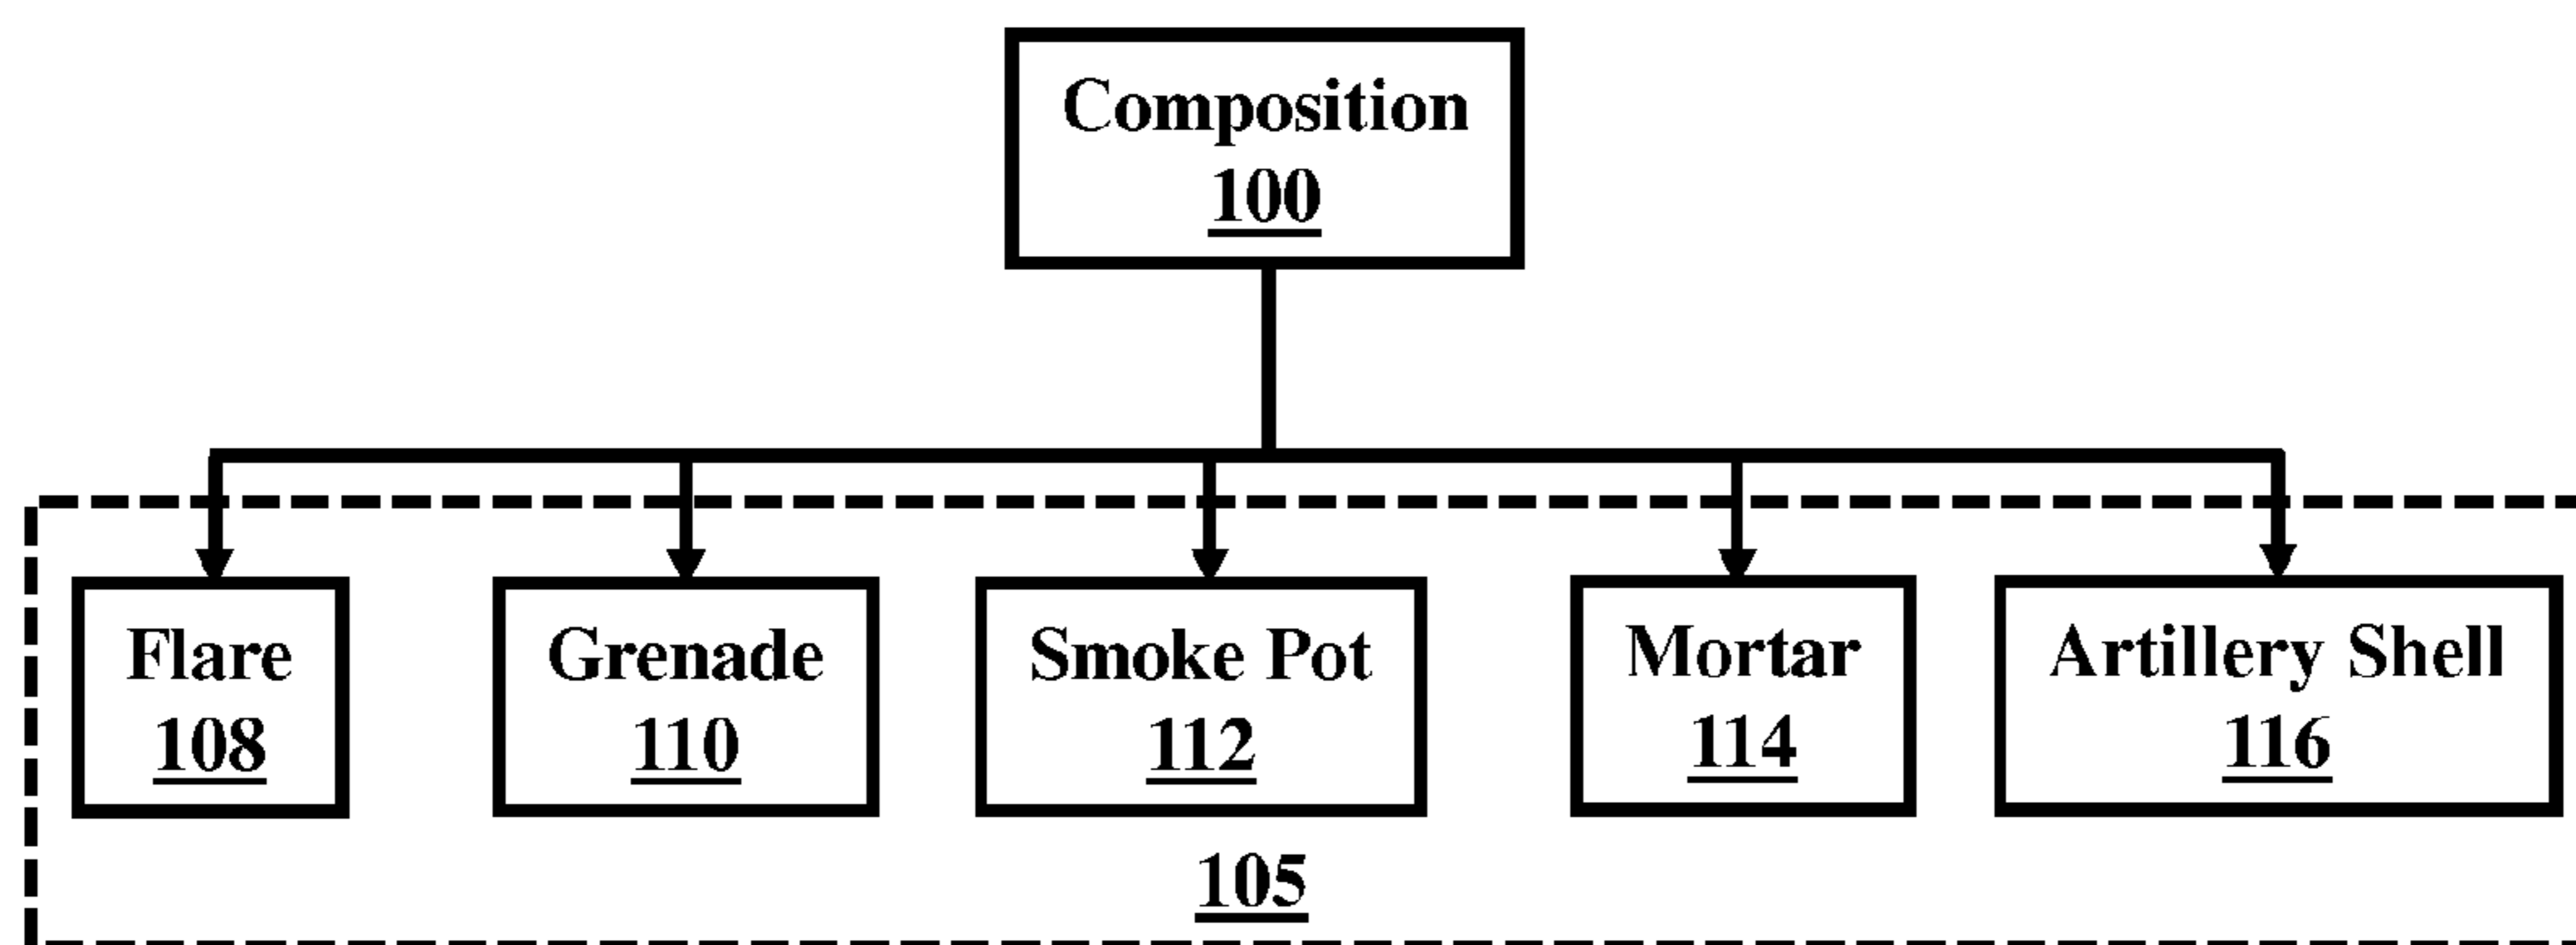 Composition
100
Flare
108
Grenade
110
Smoke Pot
112
Mortar
114
Artillery Shell
116
105